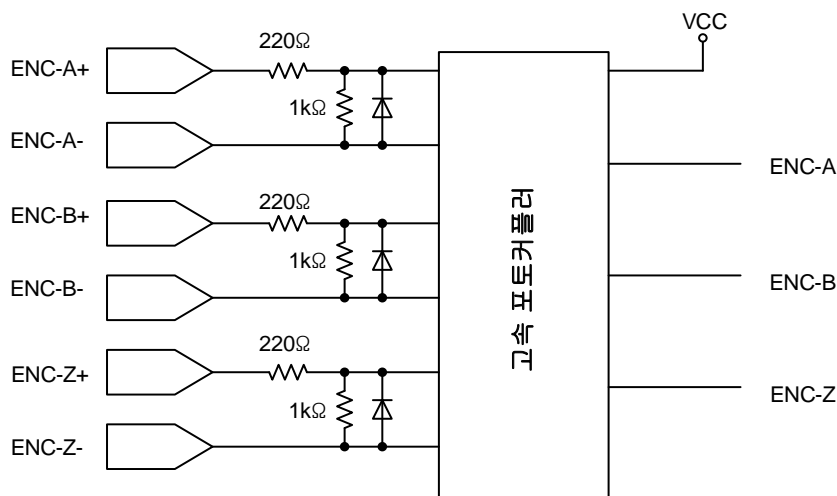 VCC
ENC-A+
220Ω
1kΩ
ENC-A-
ENC-A
ENC-B+
220Ω
1kΩ
ENC-B-
ENC-B
고속 포토커플러
ENC-Z+
220Ω
1kΩ
ENC-Z-
ENC-Z